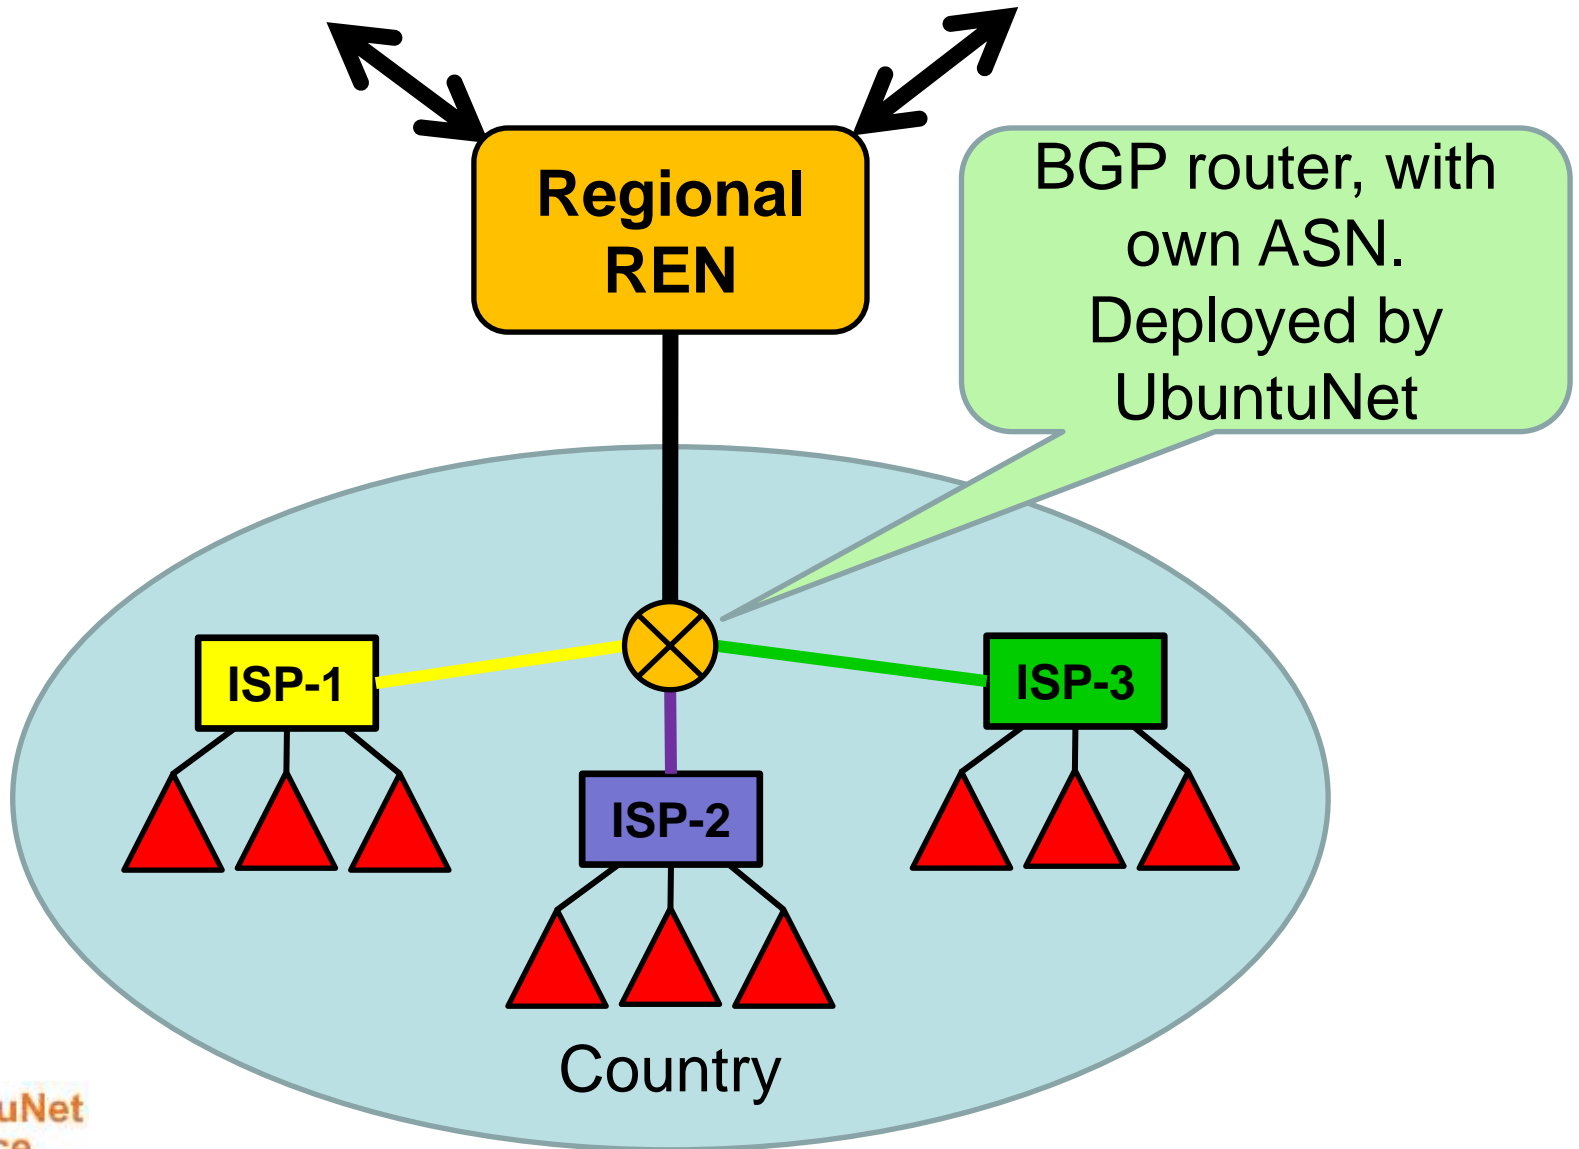 Regional
REN
BGP router, with
own ASN.
Deployed by
UbuntuNet
ISP-1
ISP-3
ISP-2
Country
uNet